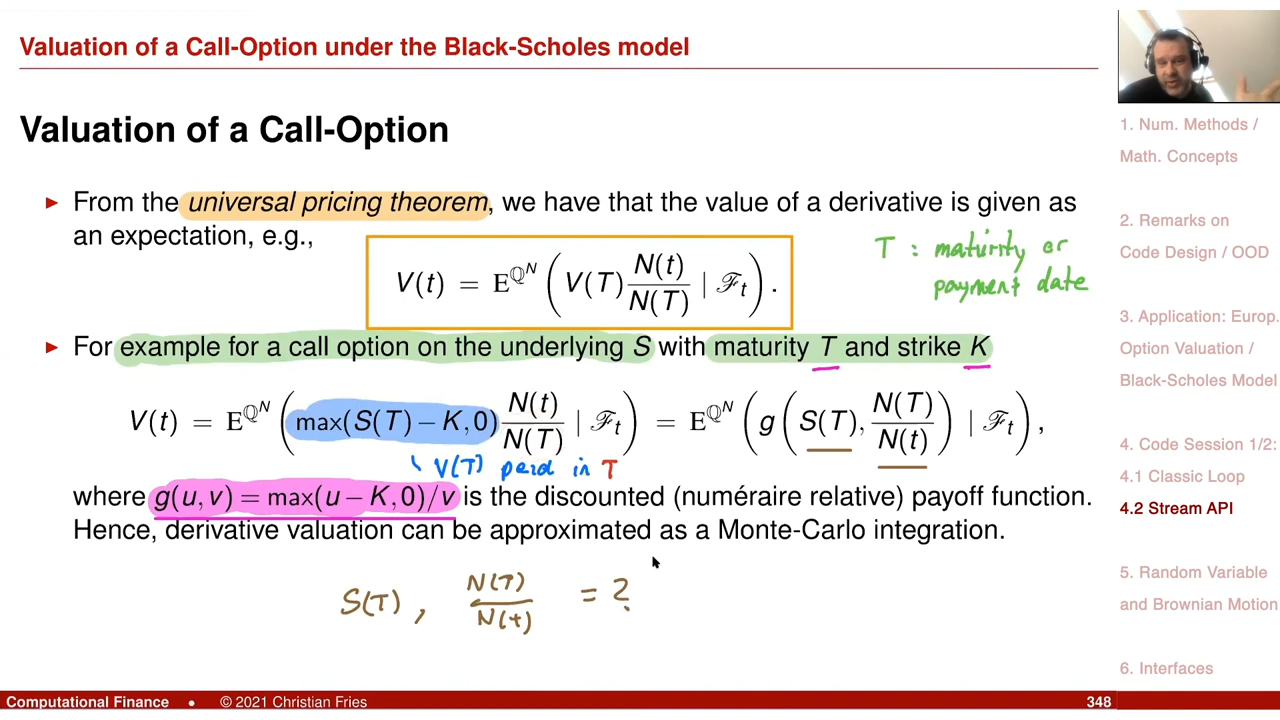 Valuation of a Call-Option under the Black-Scholes model
Valuation of a Call-Option
► From the universal pricing theorem, we have that the value of a derivative is given as
an expectation, e.g.,
V(t) = E^{ℚ^N} ( V(T) N(t)/N(T) | ℱ_t ).
T : maturity or
payment date
► For example for a call option on the underlying S with maturity T and strike K
V(t) = E^{ℚ^N} ( max(S(T) − K, 0) N(t)/N(T) | ℱ_t ) = E^{ℚ^N} ( g ( S(T), N(T)/N(t) ) | ℱ_t ),
V(T) paid in T
where g(u, v) = max(u − K, 0)/v is the discounted (numéraire relative) payoff function.
Hence, derivative valuation can be approximated as a Monte-Carlo integration.
S(T) , N(T)/N(t) = ?
1. Num. Methods /
Math. Concepts
2. Remarks on
Code Design / OOD
3. Application: Europ.
Option Valuation /
Black-Scholes Model
4. Code Session 1/2:
4.1 Classic Loop
4.2 Stream API
5. Random Variable
and Brownian Motion
6. Interfaces
Computational Finance • © 2021 Christian Fries 348